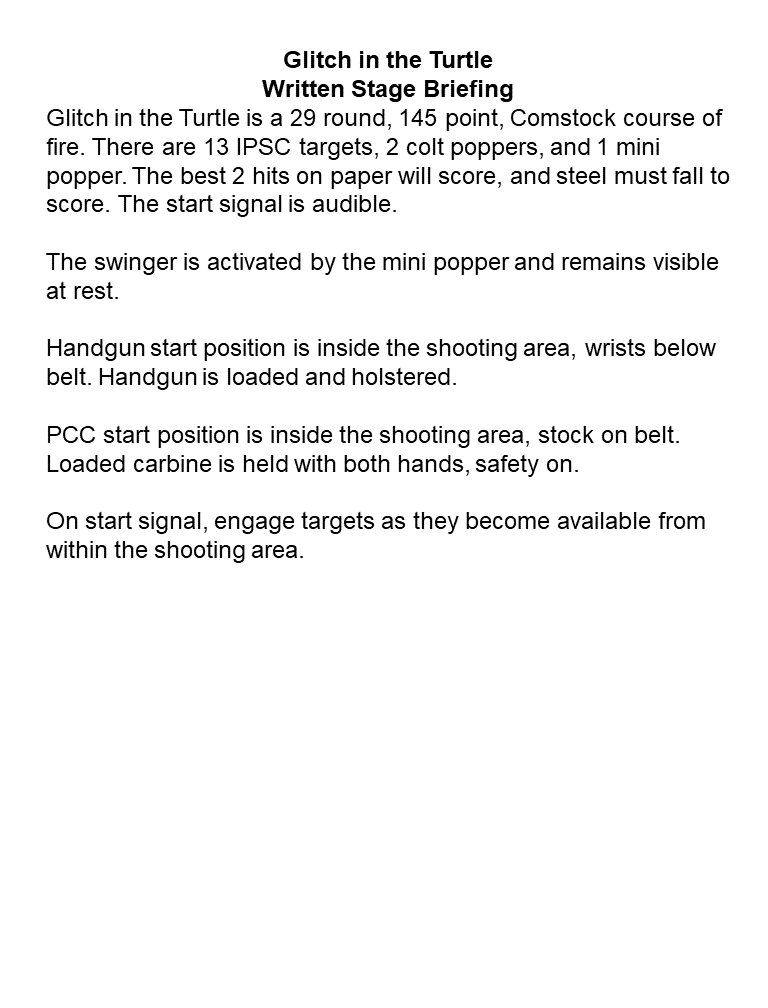 Glitch in the Turtle
Written Stage Briefing
Glitch in the Turtle is a 29 round, 145 point, Comstock course of
fire. There are 13 IPSC targets, 2 colt poppers, and 1 mini
popper. The best 2 hits on paper will score, and steel must fall to
score. The start signal is audible.
The swinger is activated by the mini popper and remains visible
at rest.
Handgun start position is inside the shooting area, wrists below
belt. Handgun is loaded and holstered.
PCC start position is inside the shooting area, stock on belt.
Loaded carbine is held with both hands, safety on.
On start signal, engage targets as they become available from
within the shooting area.